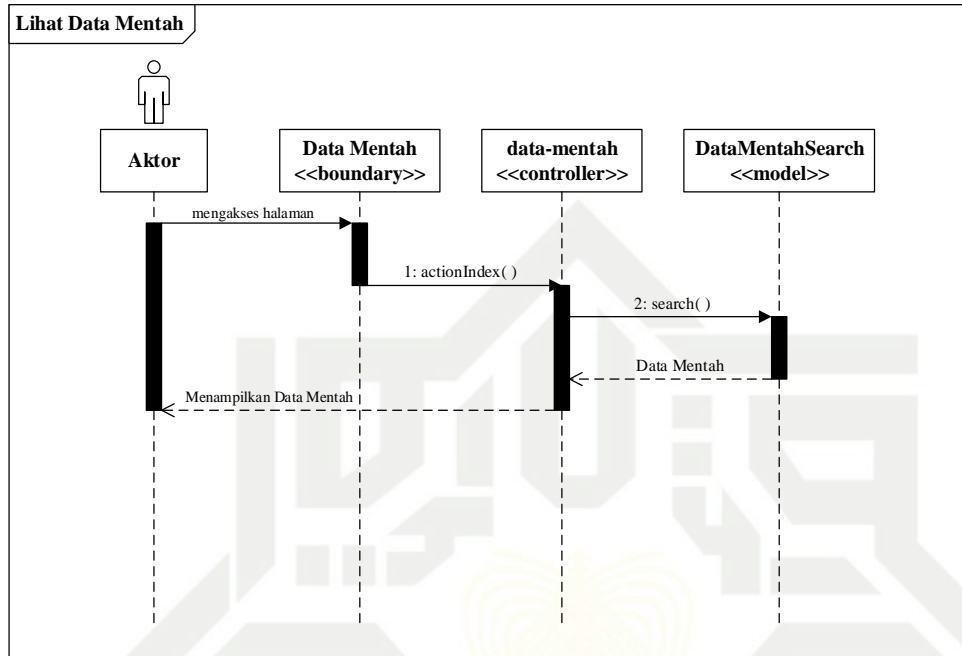 Lihat Data Mentah
Aktor
Data Mentah
<<boundary>>
data-mentah
<<controller>>
DataMentahSearch
<<model>>
mengakses halaman
1: actionIndex( )
2: search( )
Data Mentah
Menampilkan Data Mentah